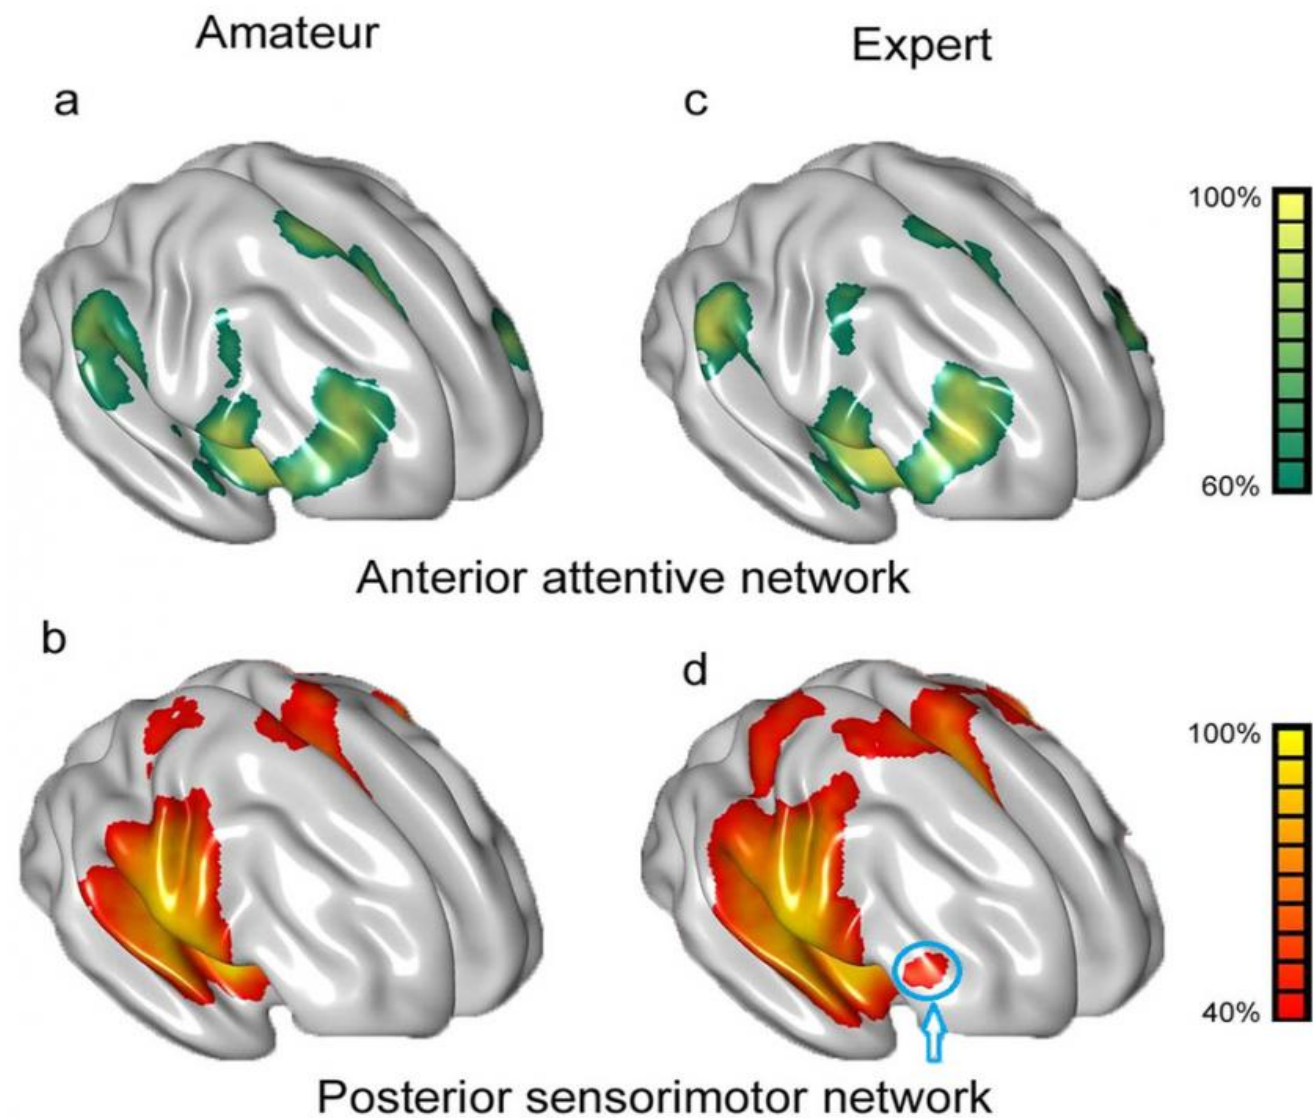 Amateur
Expert
a
c
100%
60%
Anterior attentive network
b
d
100%
40%
Posterior sensorimotor network